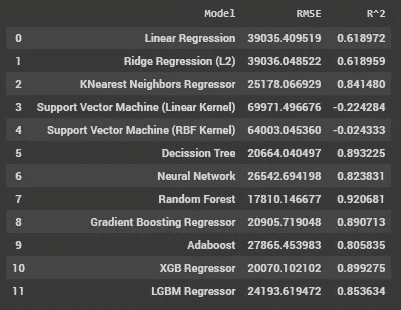 Model RMSE R^2
0 Linear Regression 39035.409519 0.618972
1 Ridge Regression (L2) 39036.048522 0.618959
2 KNearest Neighbors Regressor 25178.066929 0.841480
3 Support Vector Machine (Linear Kernel) 69971.496676 -0.224284
4 Support Vector Machine (RBF Kernel) 64003.045360 -0.024333
5 Decission Tree 20664.040497 0.893225
6 Neural Network 26542.694198 0.823831
7 Random Forest 17810.146677 0.920681
8 Gradient Boosting Regressor 20905.719048 0.890713
9 Adaboost 27865.453983 0.805835
10 XGB Regressor 20070.102102 0.899275
11 LGBM Regressor 24193.619472 0.853634